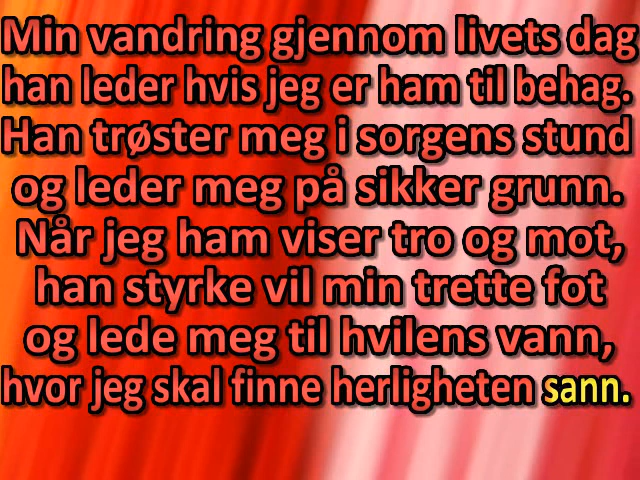 Min vandring gjennom livets dag
han leder hvis jeg er ham til behag.
Han trøster meg i sorgens stund
og leder meg på sikker grunn.
Når jeg ham viser tro og mot,
han styrke vil min trette fot
og lede meg til hvilens vann,
hvor jeg skal finne herligheten sann.